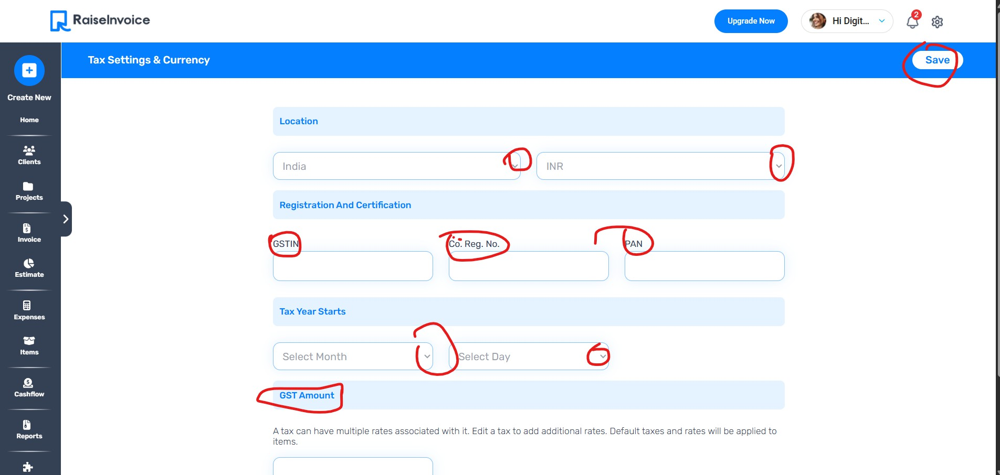 RaiseInvoice
Upgrade Now
Hi Digit...
2
Tax Settings & Currency
Save
Create New
Home
Clients
Projects
Invoice
Estimate
Expenses
Items
Cashflow
Reports
Location
India
INR
Registration And Certification
GSTIN
Co. Reg. No.
PAN
Tax Year Starts
Select Month
Select Day
GST Amount
A tax can have multiple rates associated with it. Edit a tax to add additional rates. Default taxes and rates will be applied to
items.